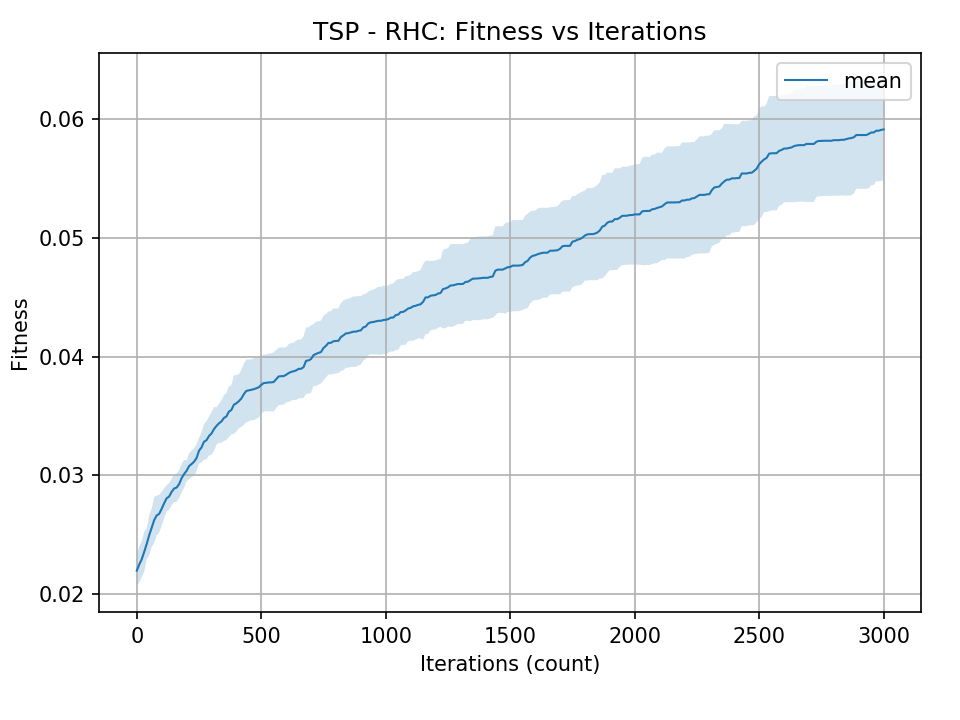 TSP - RHC: Fitness vs Iterations
mean
Fitness
0.06
0.05
0.04
0.03
0.02
0 500 1000 1500 2000 2500 3000
Iterations (count)